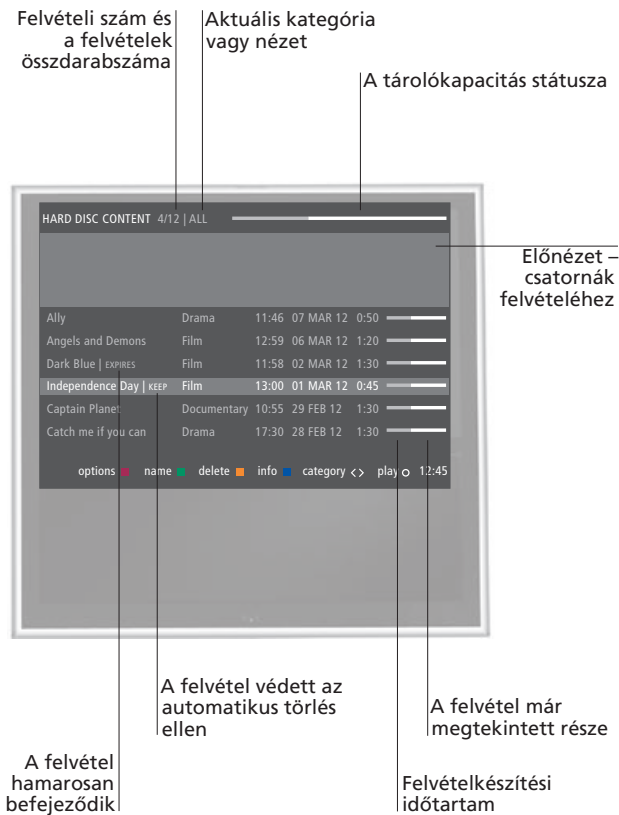 Felvételi szám és
a felvételek
összdarabszáma
Aktuális kategória
vagy nézet
A tárolókapacitás státusza
HARD DISC CONTENT 4/12 | ALL
Előnézet –
csatornák
felvételéhez
Ally Drama 11:46 07 MAR 12 0:50
Angels and Demons Film 12:59 06 MAR 12 1:20
Dark Blue | EXPIRES Film 11:58 02 MAR 12 1:30
Independence Day | KEEP Film 13:00 01 MAR 12 0:45
Captain Planet Documentary 10:55 29 FEB 12 1:30
Catch me if you can Drama 17:30 28 FEB 12 1:30
options name delete info category <> play 12:45
A felvétel védett az
automatikus törlés
ellen
A felvétel már
megtekintett része
A felvétel
hamarosan
befejeződik
Felvételkészítési
időtartam